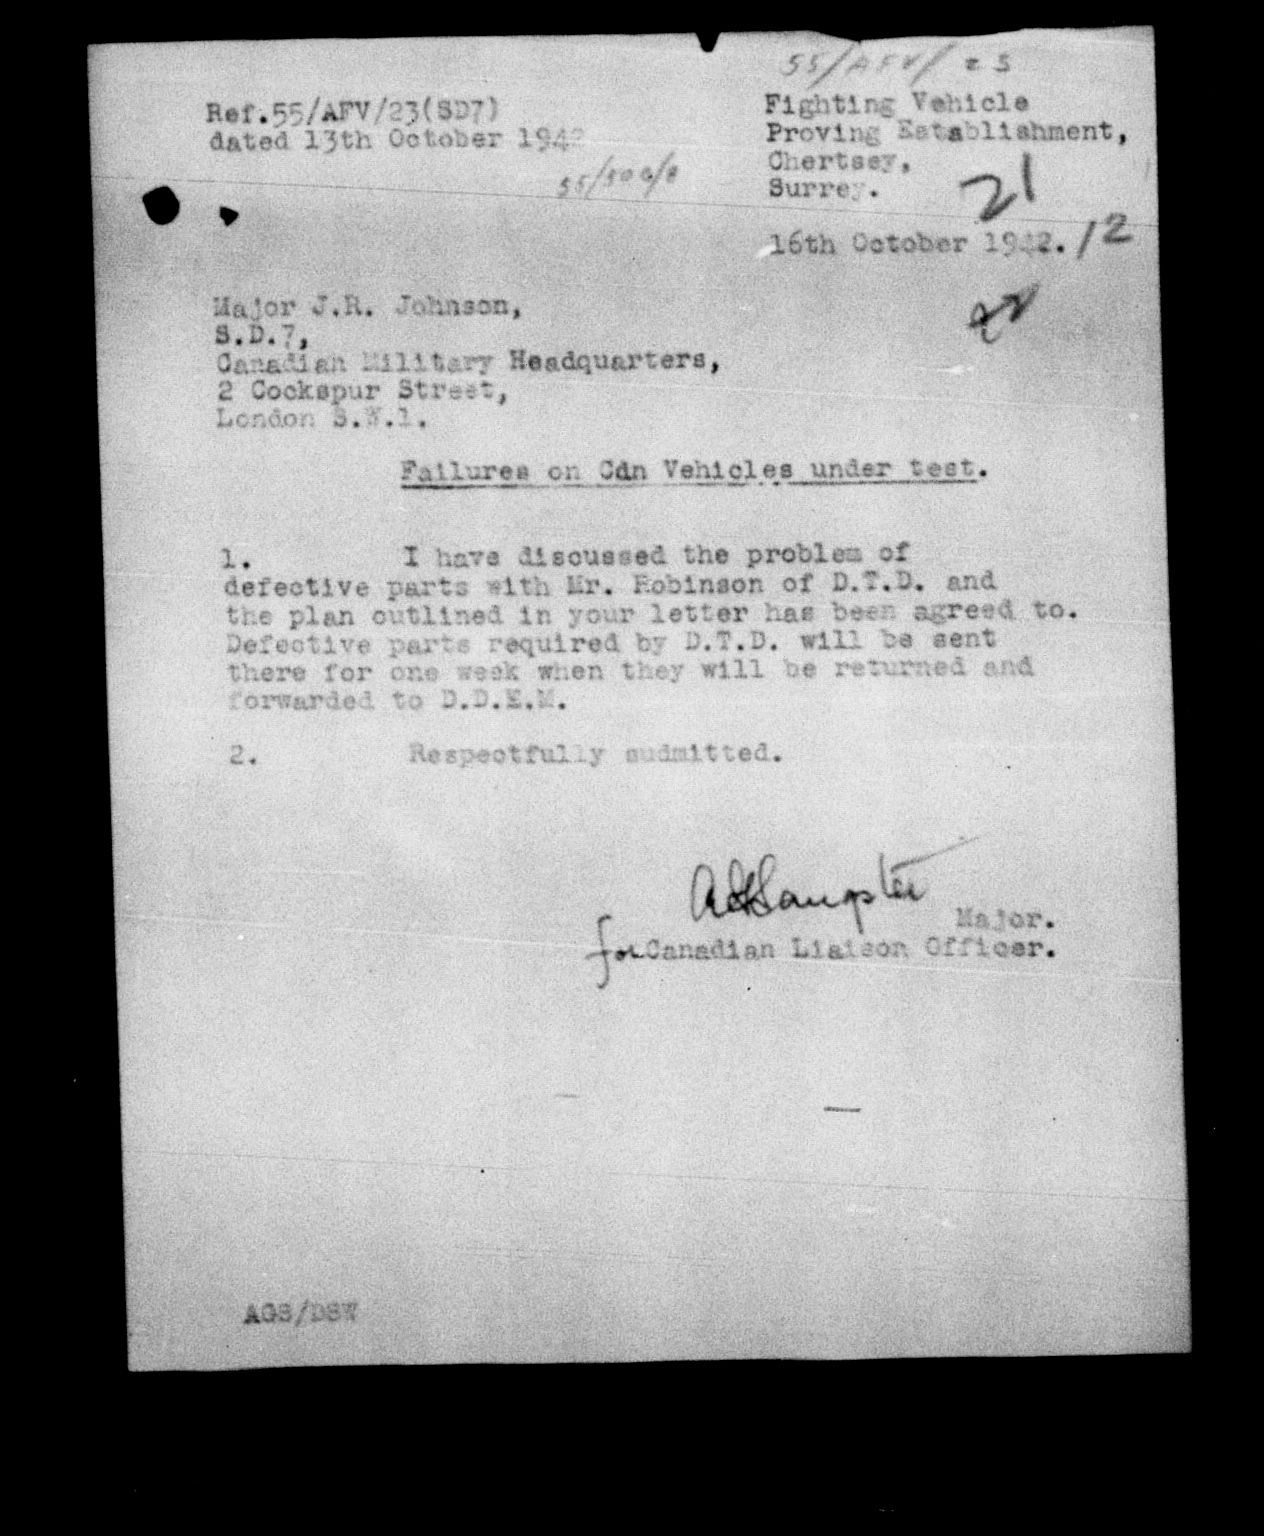 55/AFV/23
Ref.55/AFV/23(SD7)
dated 13th October 1942
Fighting Vehicle
Proving Establishment,
Chertsey,
Surrey.
21
16th October 1942. /2
Major J.R. Johnson,
S.D.7,
Canadian Military Headquarters,
2 Cockspur Street,
London S.W.1.
Failures on Cdn Vehicles under test.
1. I have discussed the problem of
defective parts with Mr. Robinson of D.T.D. and
the plan outlined in your letter has been agreed to.
Defective parts required by D.T.D. will be sent
there for one week when they will be returned and
forwarded to D.D.E.M.
2. Respectfully sudmitted.
AGSangster
Major.
for Canadian Liaison Officer.
AGS/DSW